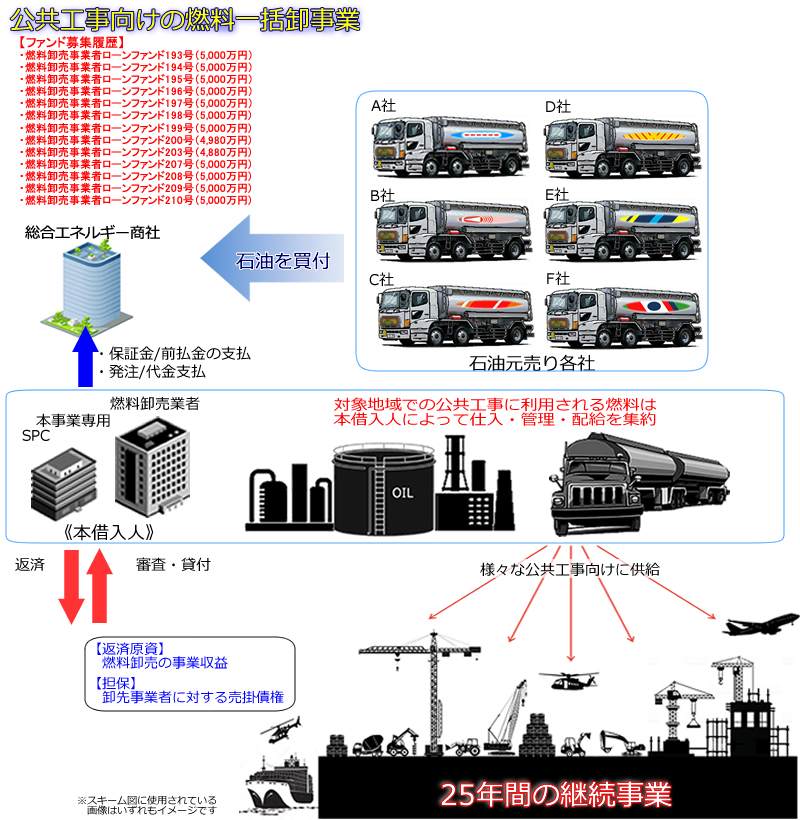 公共工事向けの燃料一括卸事業
【ファンド募集履歴】
・燃料卸売事業者ローンファンド193号(5,000万円)
・燃料卸売事業者ローンファンド194号(5,000万円)
・燃料卸売事業者ローンファンド195号(5,000万円)
・燃料卸売事業者ローンファンド196号(5,000万円)
・燃料卸売事業者ローンファンド197号(5,000万円)
・燃料卸売事業者ローンファンド198号(5,000万円)
・燃料卸売事業者ローンファンド199号(5,000万円)
・燃料卸売事業者ローンファンド200号(4,980万円)
・燃料卸売事業者ローンファンド203号(4,880万円)
・燃料卸売事業者ローンファンド207号(5,000万円)
・燃料卸売事業者ローンファンド208号(5,000万円)
・燃料卸売事業者ローンファンド209号(5,000万円)
・燃料卸売事業者ローンファンド210号(5,000万円)
A社
D社
B社
E社
C社
F社
石油元売り各社
石油を買付
総合エネルギー商社
・保証金/前払金の支払
・発注/代金支払
燃料卸売業者
本事業専用
SPC
《本借入人》
対象地域での公共工事に利用される燃料は
本借入人によって仕入・管理・配給を集約
OIL
返済
審査・貸付
様々な公共工事向けに供給
【返済原資】
燃料卸売の事業収益
【担保】
卸先事業者に対する売掛債権
25年間の継続事業
※スキーム図に使用されている
画像はいずれもイメージです